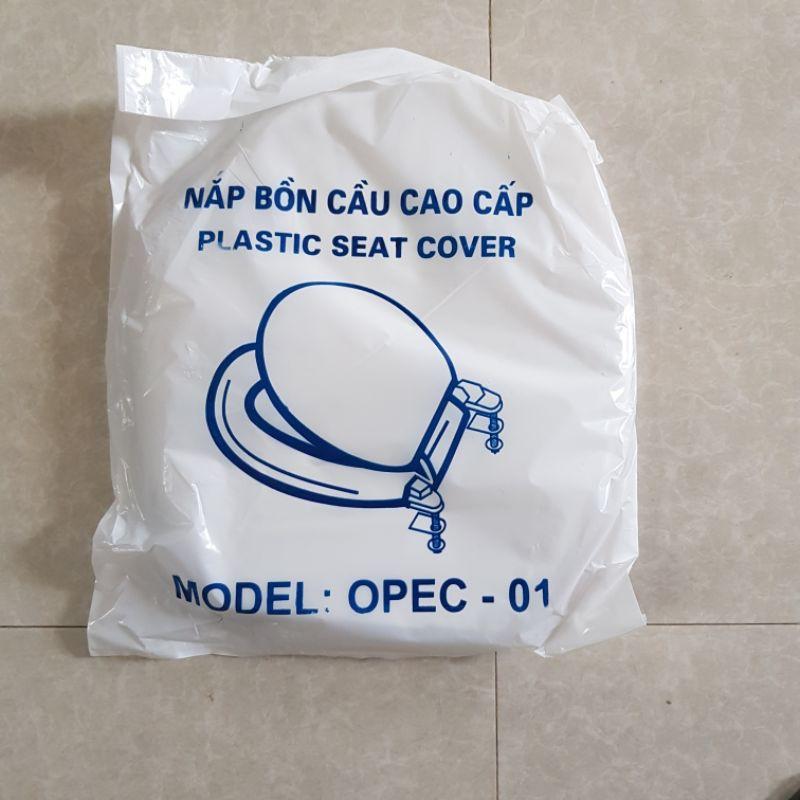 NẮP BỒN CẦU CAO CẤP
PLASTIC SEAT COVER
MODEL: OPEC - 01